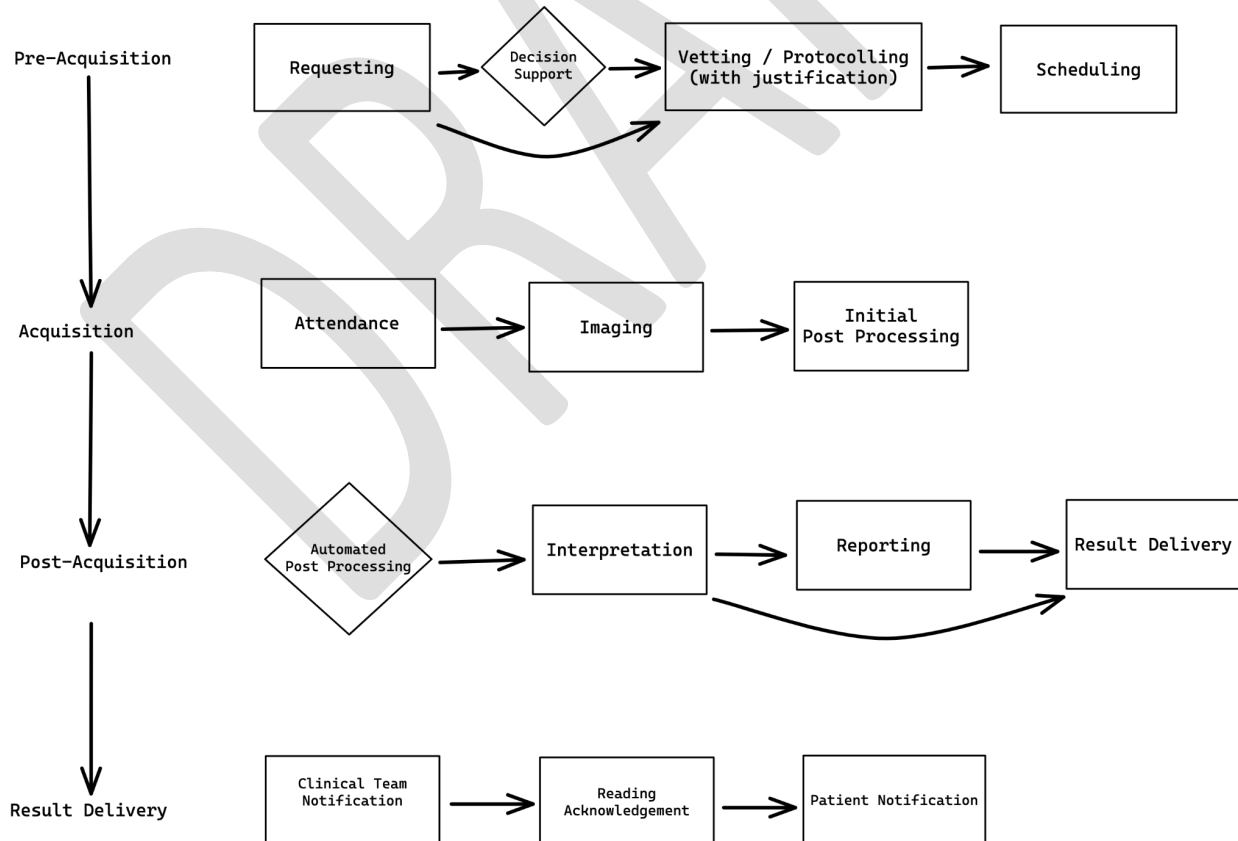 Pre-Acquisition
Requesting
Decision
Support
Vetting / Protocolling
(with justification)
Scheduling
Acquisition
Attendance
Imaging
Initial
Post Processing
Post-Acquisition
Automated
Post Processing
Interpretation
Reporting
Result Delivery
Result Delivery
Clinical Team
Notification
Reading
Acknowledgement
Patient Notification
DRA